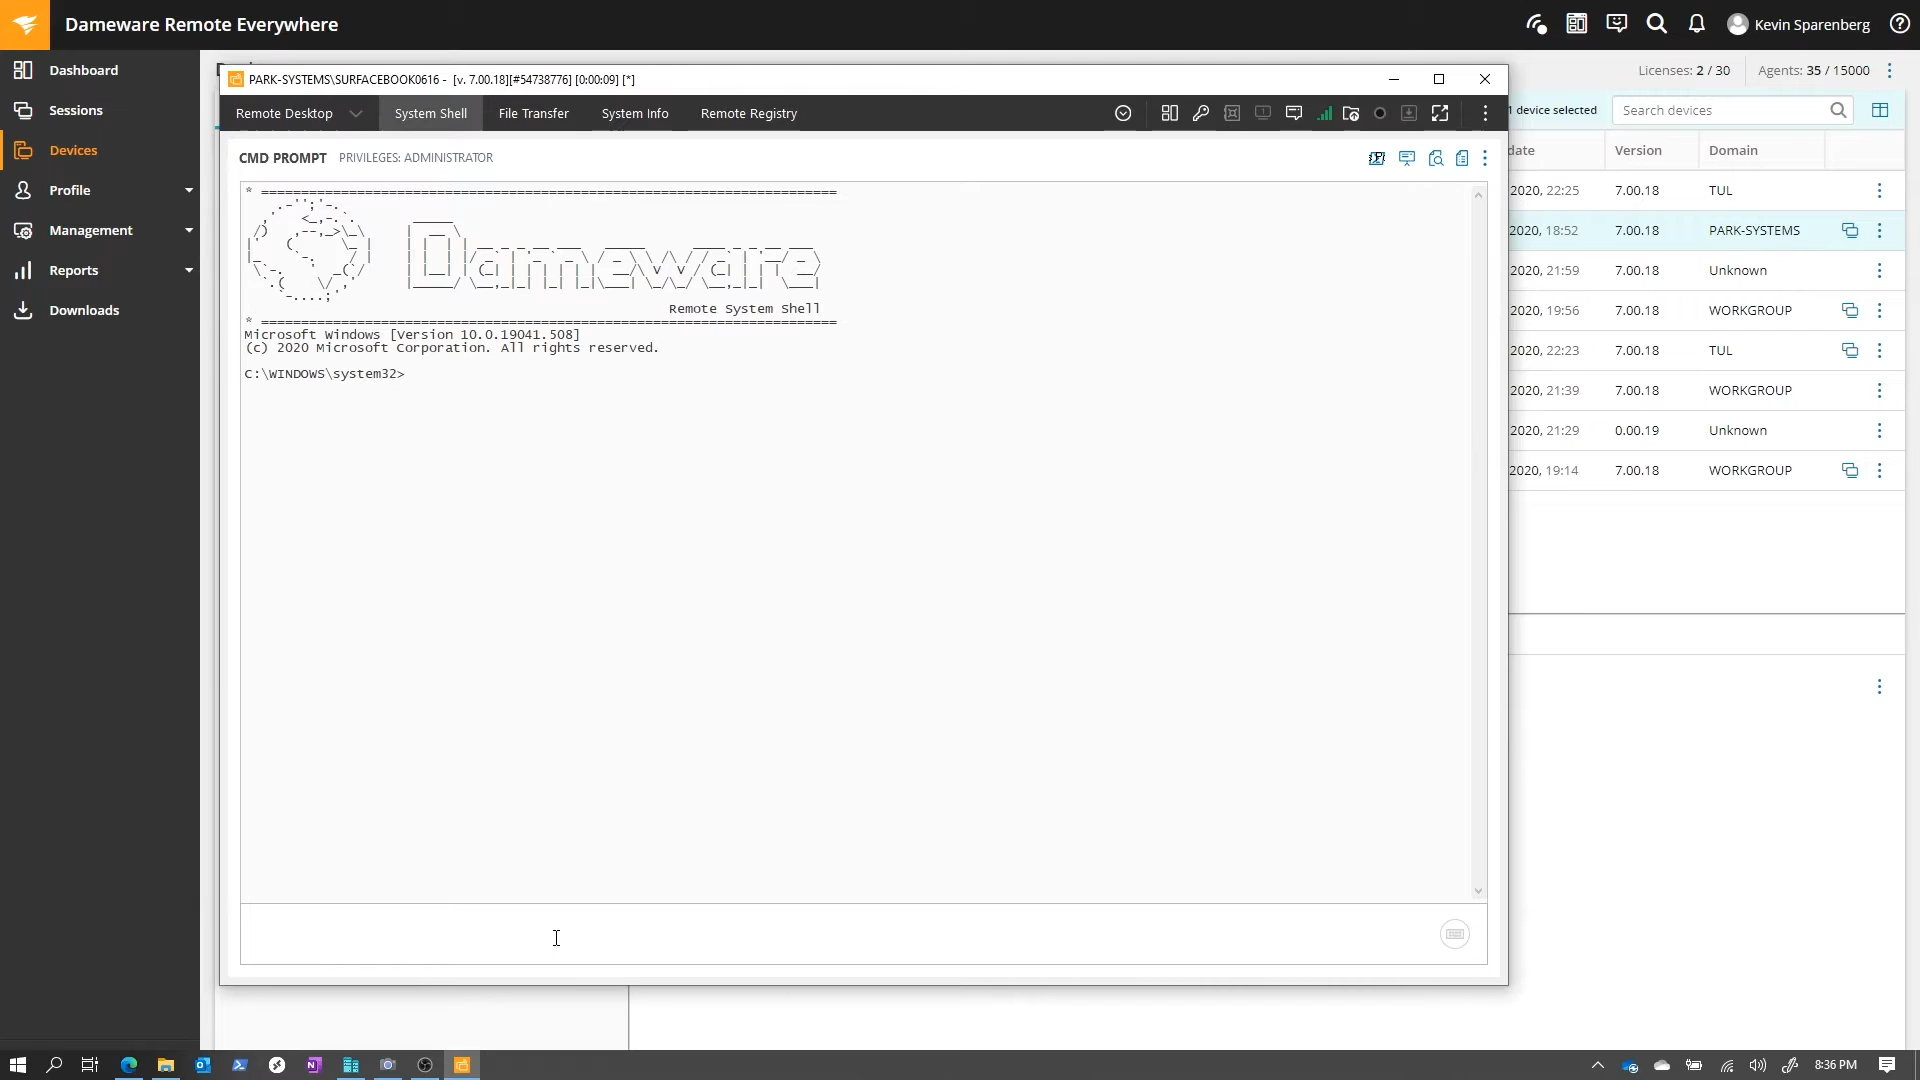 Dameware Remote Everywhere
Kevin Sparenberg
Dashboard
Sessions
Devices
Profile
Management
Reports
Downloads
Licenses: 2 / 30
Agents: 35 / 15000
PARK-SYSTEMS\SURFACEBOOK0616 - [v. 7.00.18][#54738776] [0:00:09] [*]
Remote Desktop
System Shell
File Transfer
System Info
Remote Registry
1 device selected
Search devices
CMD PROMPT PRIVILEGES: ADMINISTRATOR
date Version Domain
2020, 22:25 7.00.18 TUL
2020, 18:52 7.00.18 PARK-SYSTEMS
2020, 21:59 7.00.18 Unknown
2020, 19:56 7.00.18 WORKGROUP
2020, 22:23 7.00.18 TUL
2020, 21:39 7.00.18 WORKGROUP
2020, 21:29 0.00.19 Unknown
2020, 19:14 7.00.18 WORKGROUP
Dameware
Remote System Shell
Microsoft Windows [Version 10.0.19041.508]
(c) 2020 Microsoft Corporation. All rights reserved.
C:\WINDOWS\system32>
8:36 PM